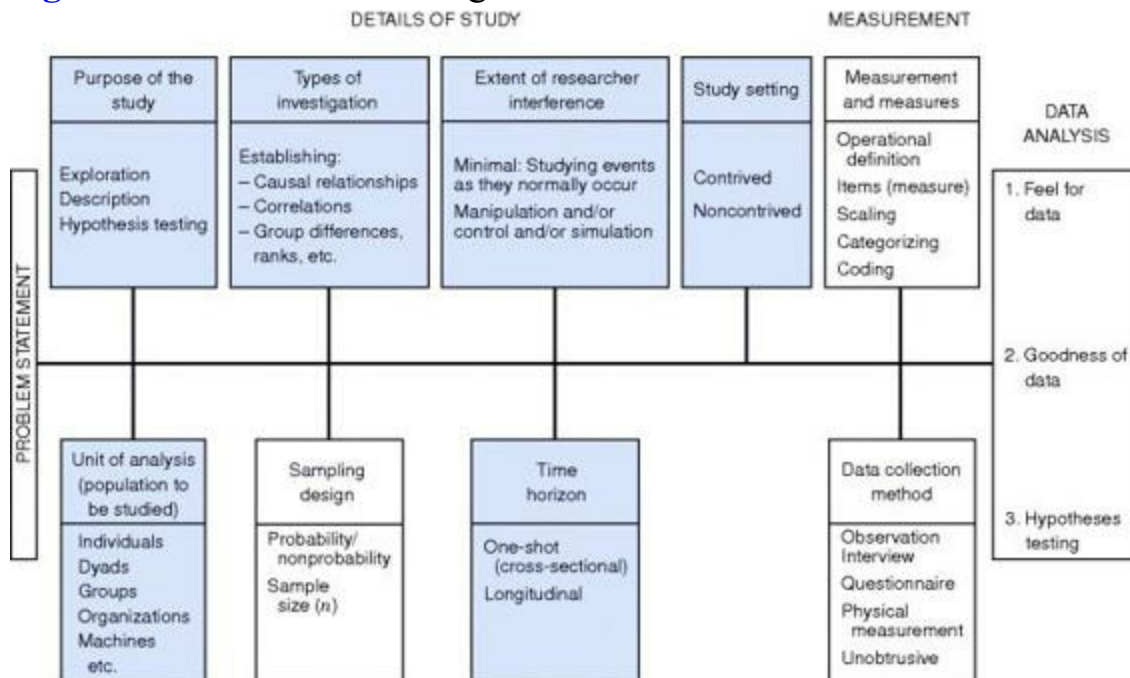 DETAILS OF STUDY
MEASUREMENT
Purpose of the
study
Exploration
Description
Hypothesis testing
Types of
investigation
Establishing:
– Causal relationships
– Correlations
– Group differences,
ranks, etc.
Extent of researcher
interference
Minimal: Studying events
as they normally occur
Manipulation and/or
control and/or simulation
Study setting
Contrived
Noncontrived
Measurement
and measures
Operational
definition
Items (measure)
Scaling
Categorizing
Coding
DATA
ANALYSIS
1. Feel for
data
2. Goodness of
data
3. Hypotheses
testing
PROBLEM STATEMENT
Unit of analysis
(population to
be studied)
Individuals
Dyads
Groups
Organizations
Machines
etc.
Sampling
design
Probability/
nonprobability
Sample
size (n)
Time
horizon
One-shot
(cross-sectional)
Longitudinal
Data collection
method
Observation
Interview
Questionnaire
Physical
measurement
Unobtrusive